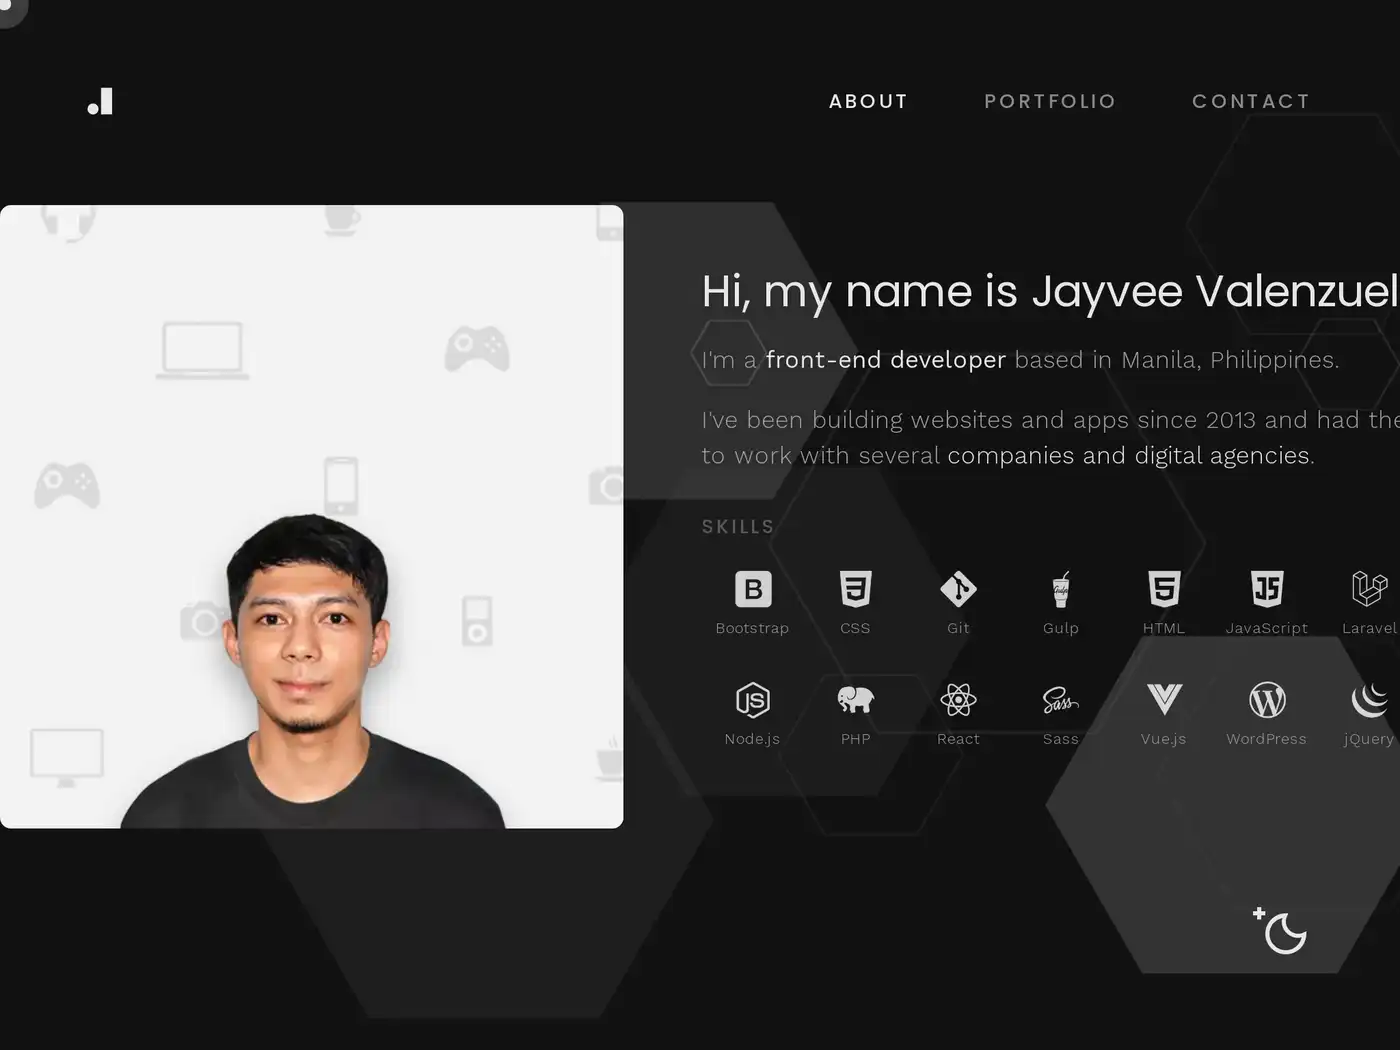 ABOUT PORTFOLIO CONTACT
Hi, my name is Jayvee Valenzuel
I'm a front-end developer based in Manila, Philippines.
I've been building websites and apps since 2013 and had the
to work with several companies and digital agencies.
SKILLS
Bootstrap CSS Git Gulp HTML JavaScript Laravel
Node.js PHP React Sass Vue.js WordPress jQuery